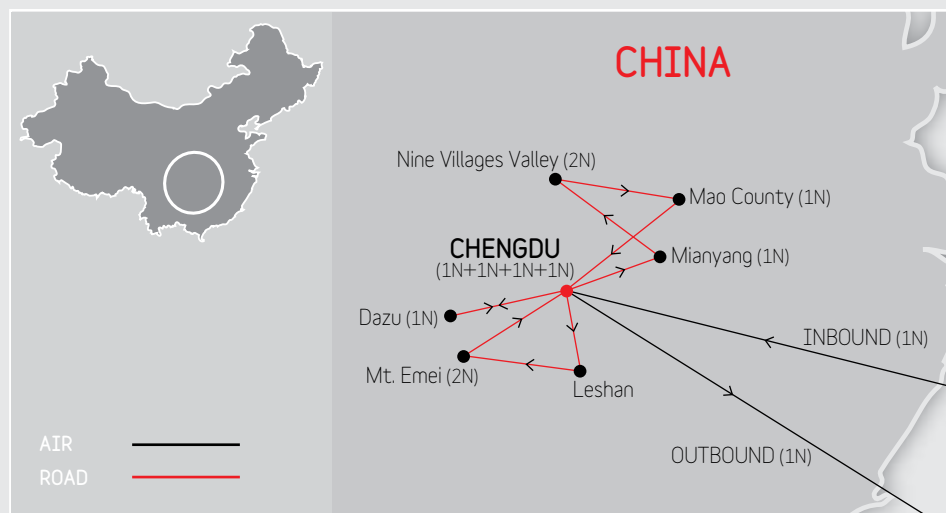 CHINA
Nine Villages Valley (2N)
Mao County (1N)
CHENGDU
(1N+1N+1N+1N)
Mianyang (1N)
Dazu (1N)
INBOUND (1N)
Mt. Emei (2N)
Leshan
OUTBOUND (1N)
AIR
ROAD